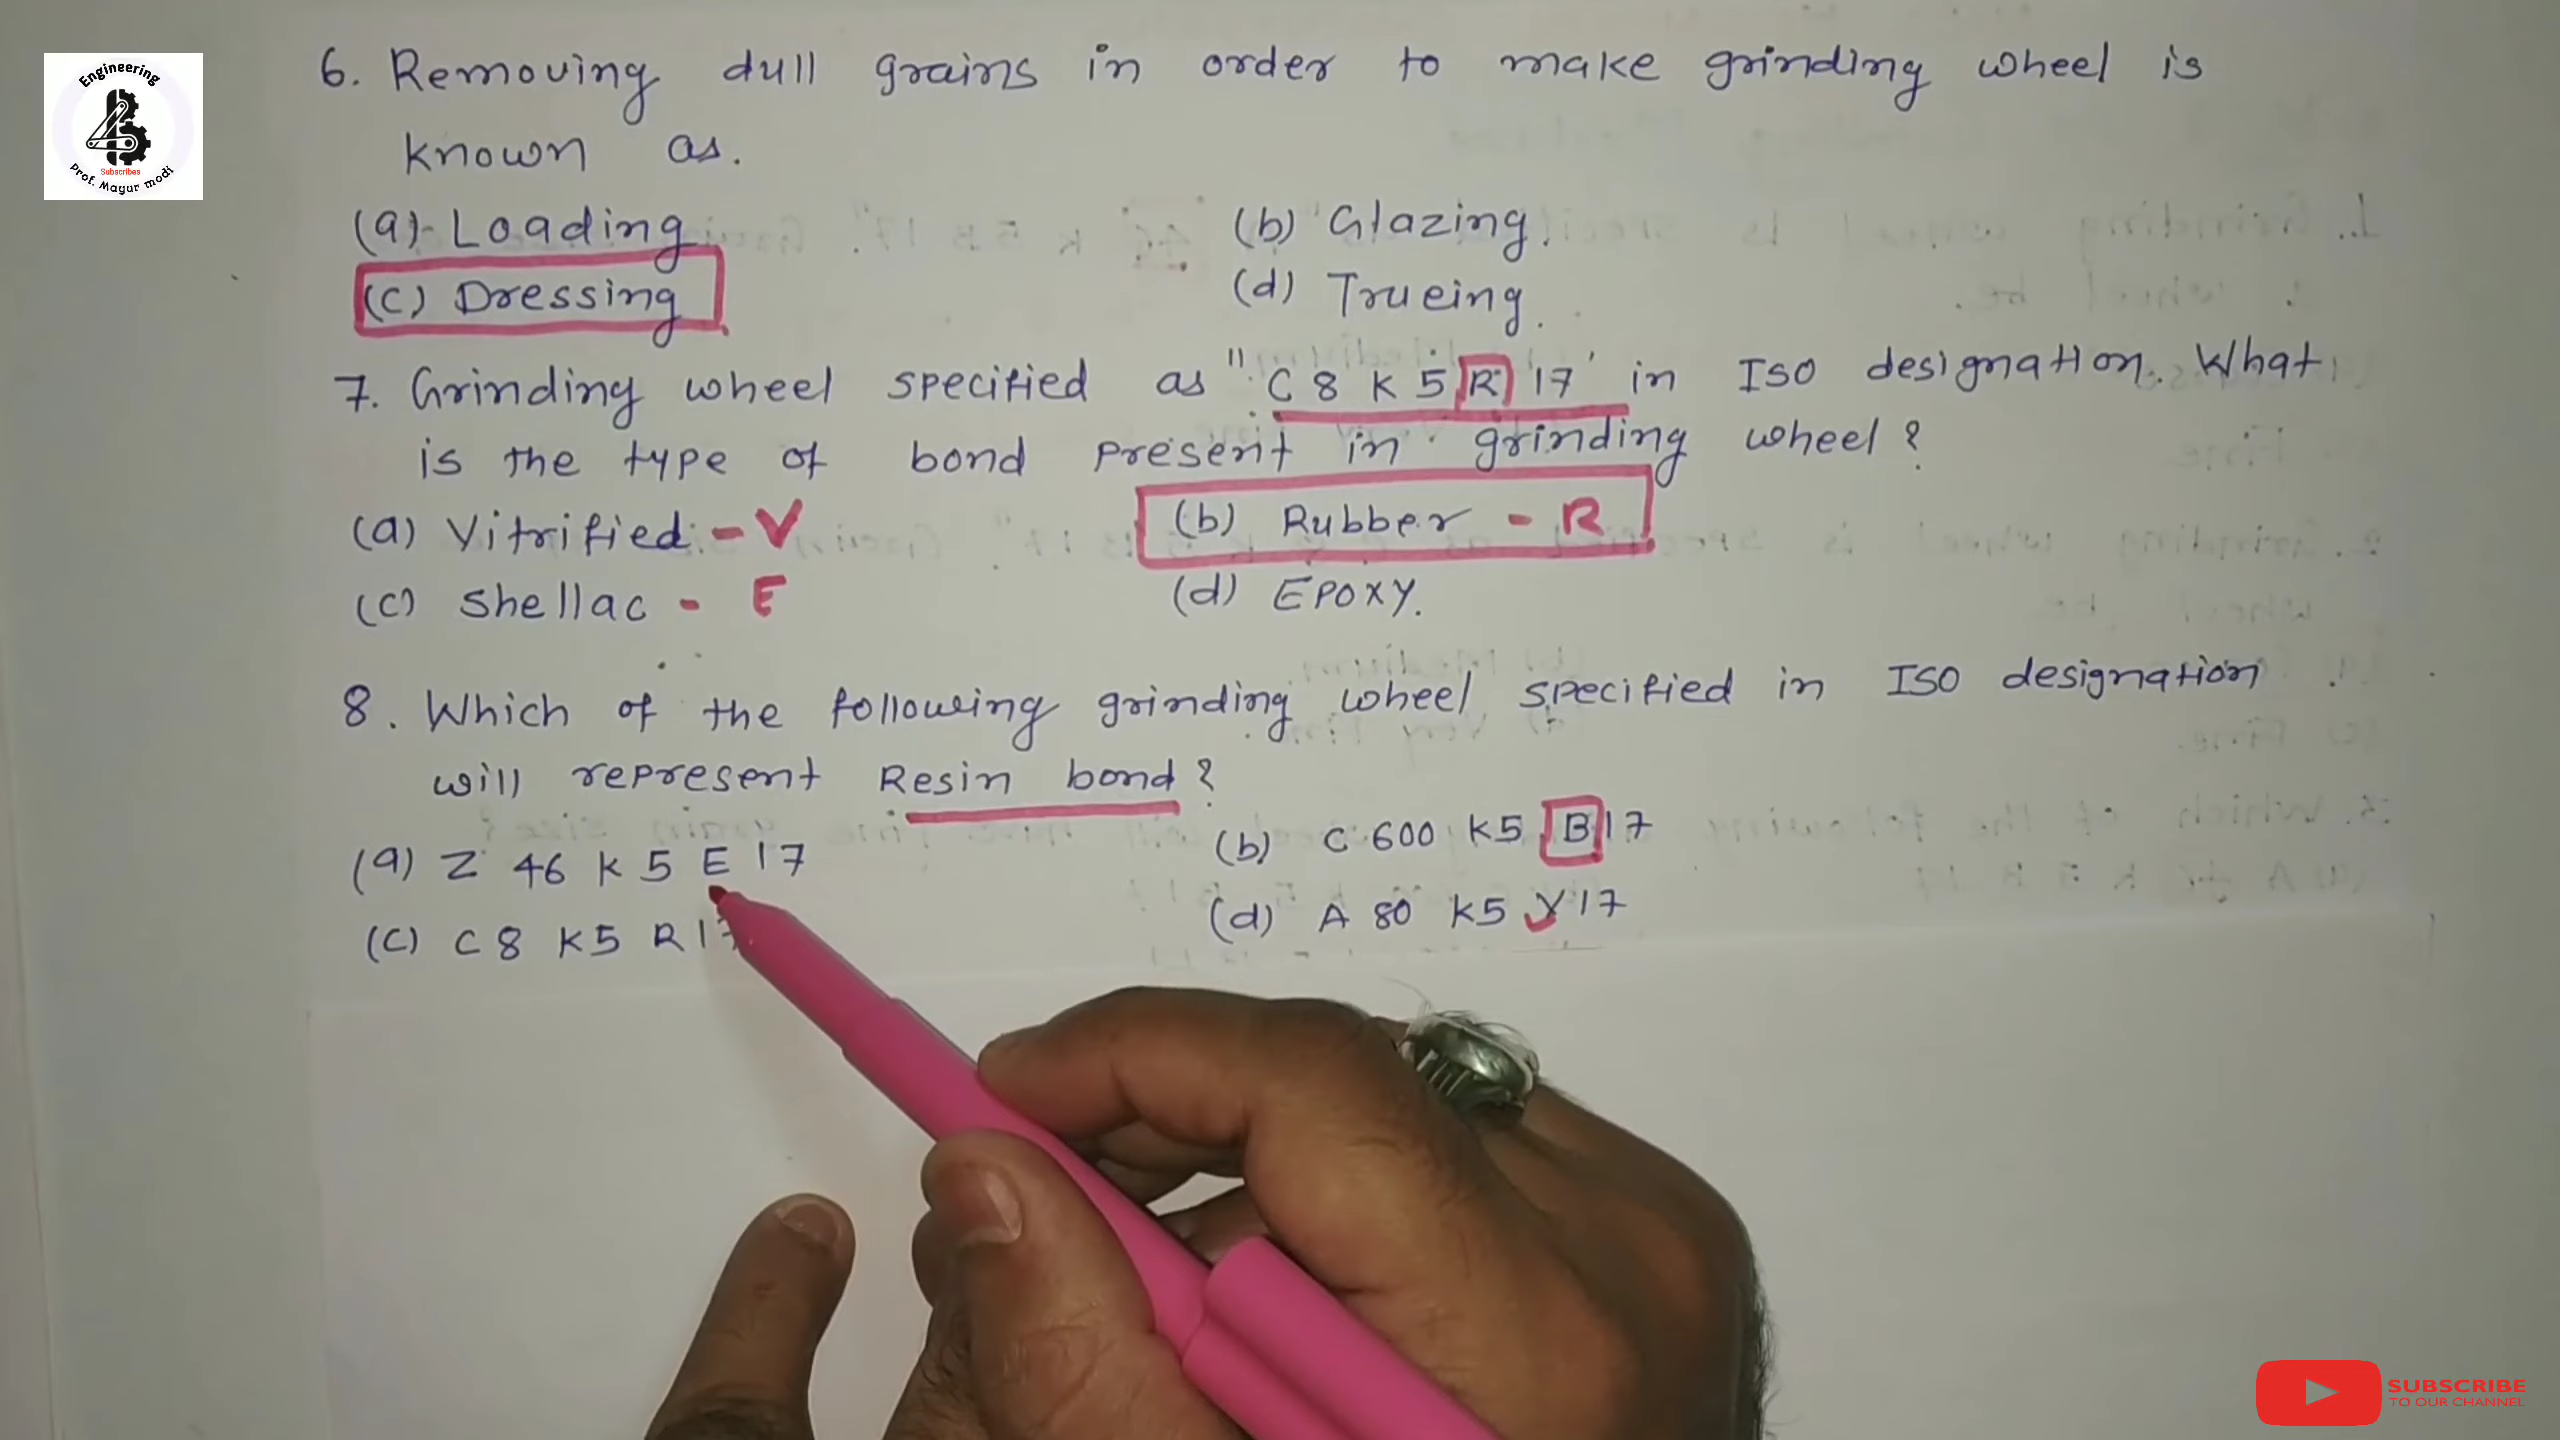 Engineering
Subscribes
Prof. Mayur modi
6. Removing dull grains in order to make grinding wheel is
known as.
(a) Loading
(b) Glazing.
(c) Dressing
(d) Trueing.
7. Grinding wheel specified as "C 8 K 5 R 17' in ISO designation. What
is the type of bond present in grinding wheel?
(a) Vitrified - V
(b) Rubber - R
(c) Shellac - E
(d) EPOXY.
8. Which of the following grinding wheel specified in ISO designation
will represent Resin bond?
(a) Z 46 K 5 E 17
(b) C 600 K5 B 17
(c) C 8 K5 R 17
(d) A 80 K5 V 17
SUBSCRIBE
TO OUR CHANNEL